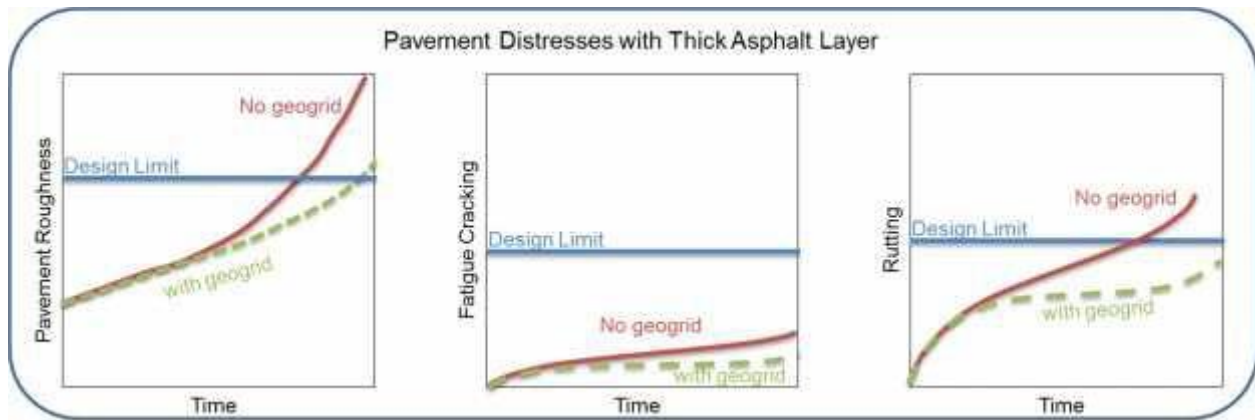 Pavement Distresses with Thick Asphalt Layer
Pavement Roughness
No geogrid
Design Limit
with geogrid
Time
Fatigue Cracking
Design Limit
No geogrid
with geogrid
Time
Rutting
No geogrid
Design Limit
with geogrid
Time